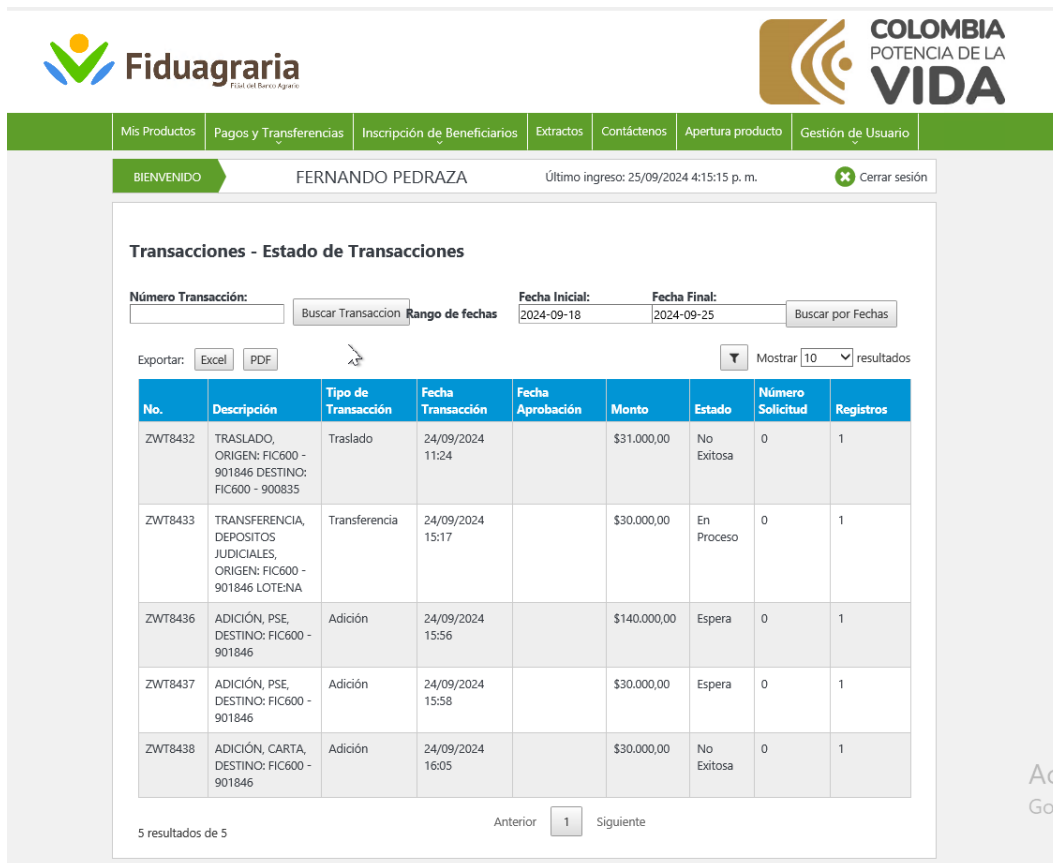 Fiduagraria
Filial del Banco Agrario
COLOMBIA
POTENCIA DE LA
VIDA
Mis Productos Pagos y Transferencias Inscripción de Beneficiarios Extractos Contáctenos Apertura producto Gestión de Usuario
BIENVENIDO FERNANDO PEDRAZA Último ingreso: 25/09/2024 4:15:15 p. m. Cerrar sesión
Transacciones - Estado de Transacciones
Número Transacción: Fecha Inicial: Fecha Final:
Buscar Transaccion Rango de fechas 2024-09-18 2024-09-25 Buscar por Fechas
Exportar: Excel PDF Mostrar 10 resultados
No. Descripción Tipo de Transacción Fecha Transacción Fecha Aprobación Monto Estado Número Solicitud Registros
ZWT8432 TRASLADO, Traslado 24/09/2024 $31.000,00 No 0 1
ORIGEN: FIC600 - 11:24 Exitosa
901846 DESTINO:
FIC600 - 900835
ZWT8433 TRANSFERENCIA, Transferencia 24/09/2024 $30.000,00 En 0 1
DEPOSITOS 15:17 Proceso
JUDICIALES,
ORIGEN: FIC600 -
901846 LOTE:NA
ZWT8436 ADICIÓN, PSE, Adición 24/09/2024 $140.000,00 Espera 0 1
DESTINO: FIC600 - 15:56
901846
ZWT8437 ADICIÓN, PSE, Adición 24/09/2024 $30.000,00 Espera 0 1
DESTINO: FIC600 - 15:58
901846
ZWT8438 ADICIÓN, CARTA, Adición 24/09/2024 $30.000,00 No 0 1
DESTINO: FIC600 - 16:05 Exitosa
901846
Anterior 1 Siguiente
5 resultados de 5